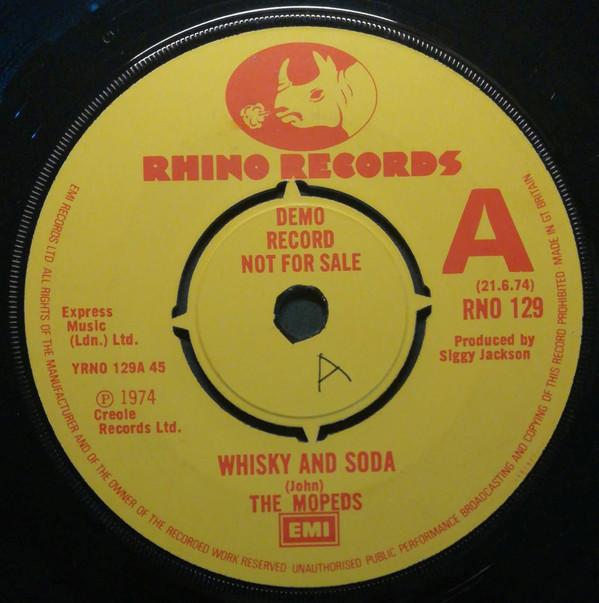 RHINO RECORDS
DEMO
RECORD
NOT FOR SALE
A
(21.6.74)
RNO 129
Express
Music
(Ldn.) Ltd.
YRNO 129A 45
℗ 1974
Creole
Records Ltd.
Produced by
Siggy Jackson
A
WHISKY AND SODA
(John)
THE MOPEDS
EMI
EMI RECORDS LTD ALL RIGHTS OF THE MANUFACTURER AND OF THE OWNER OF THE RECORDED WORK RESERVED UNAUTHORISED PUBLIC PERFORMANCE BROADCASTING AND COPYING OF THIS RECORD PROHIBITED MADE IN GT BRITAIN